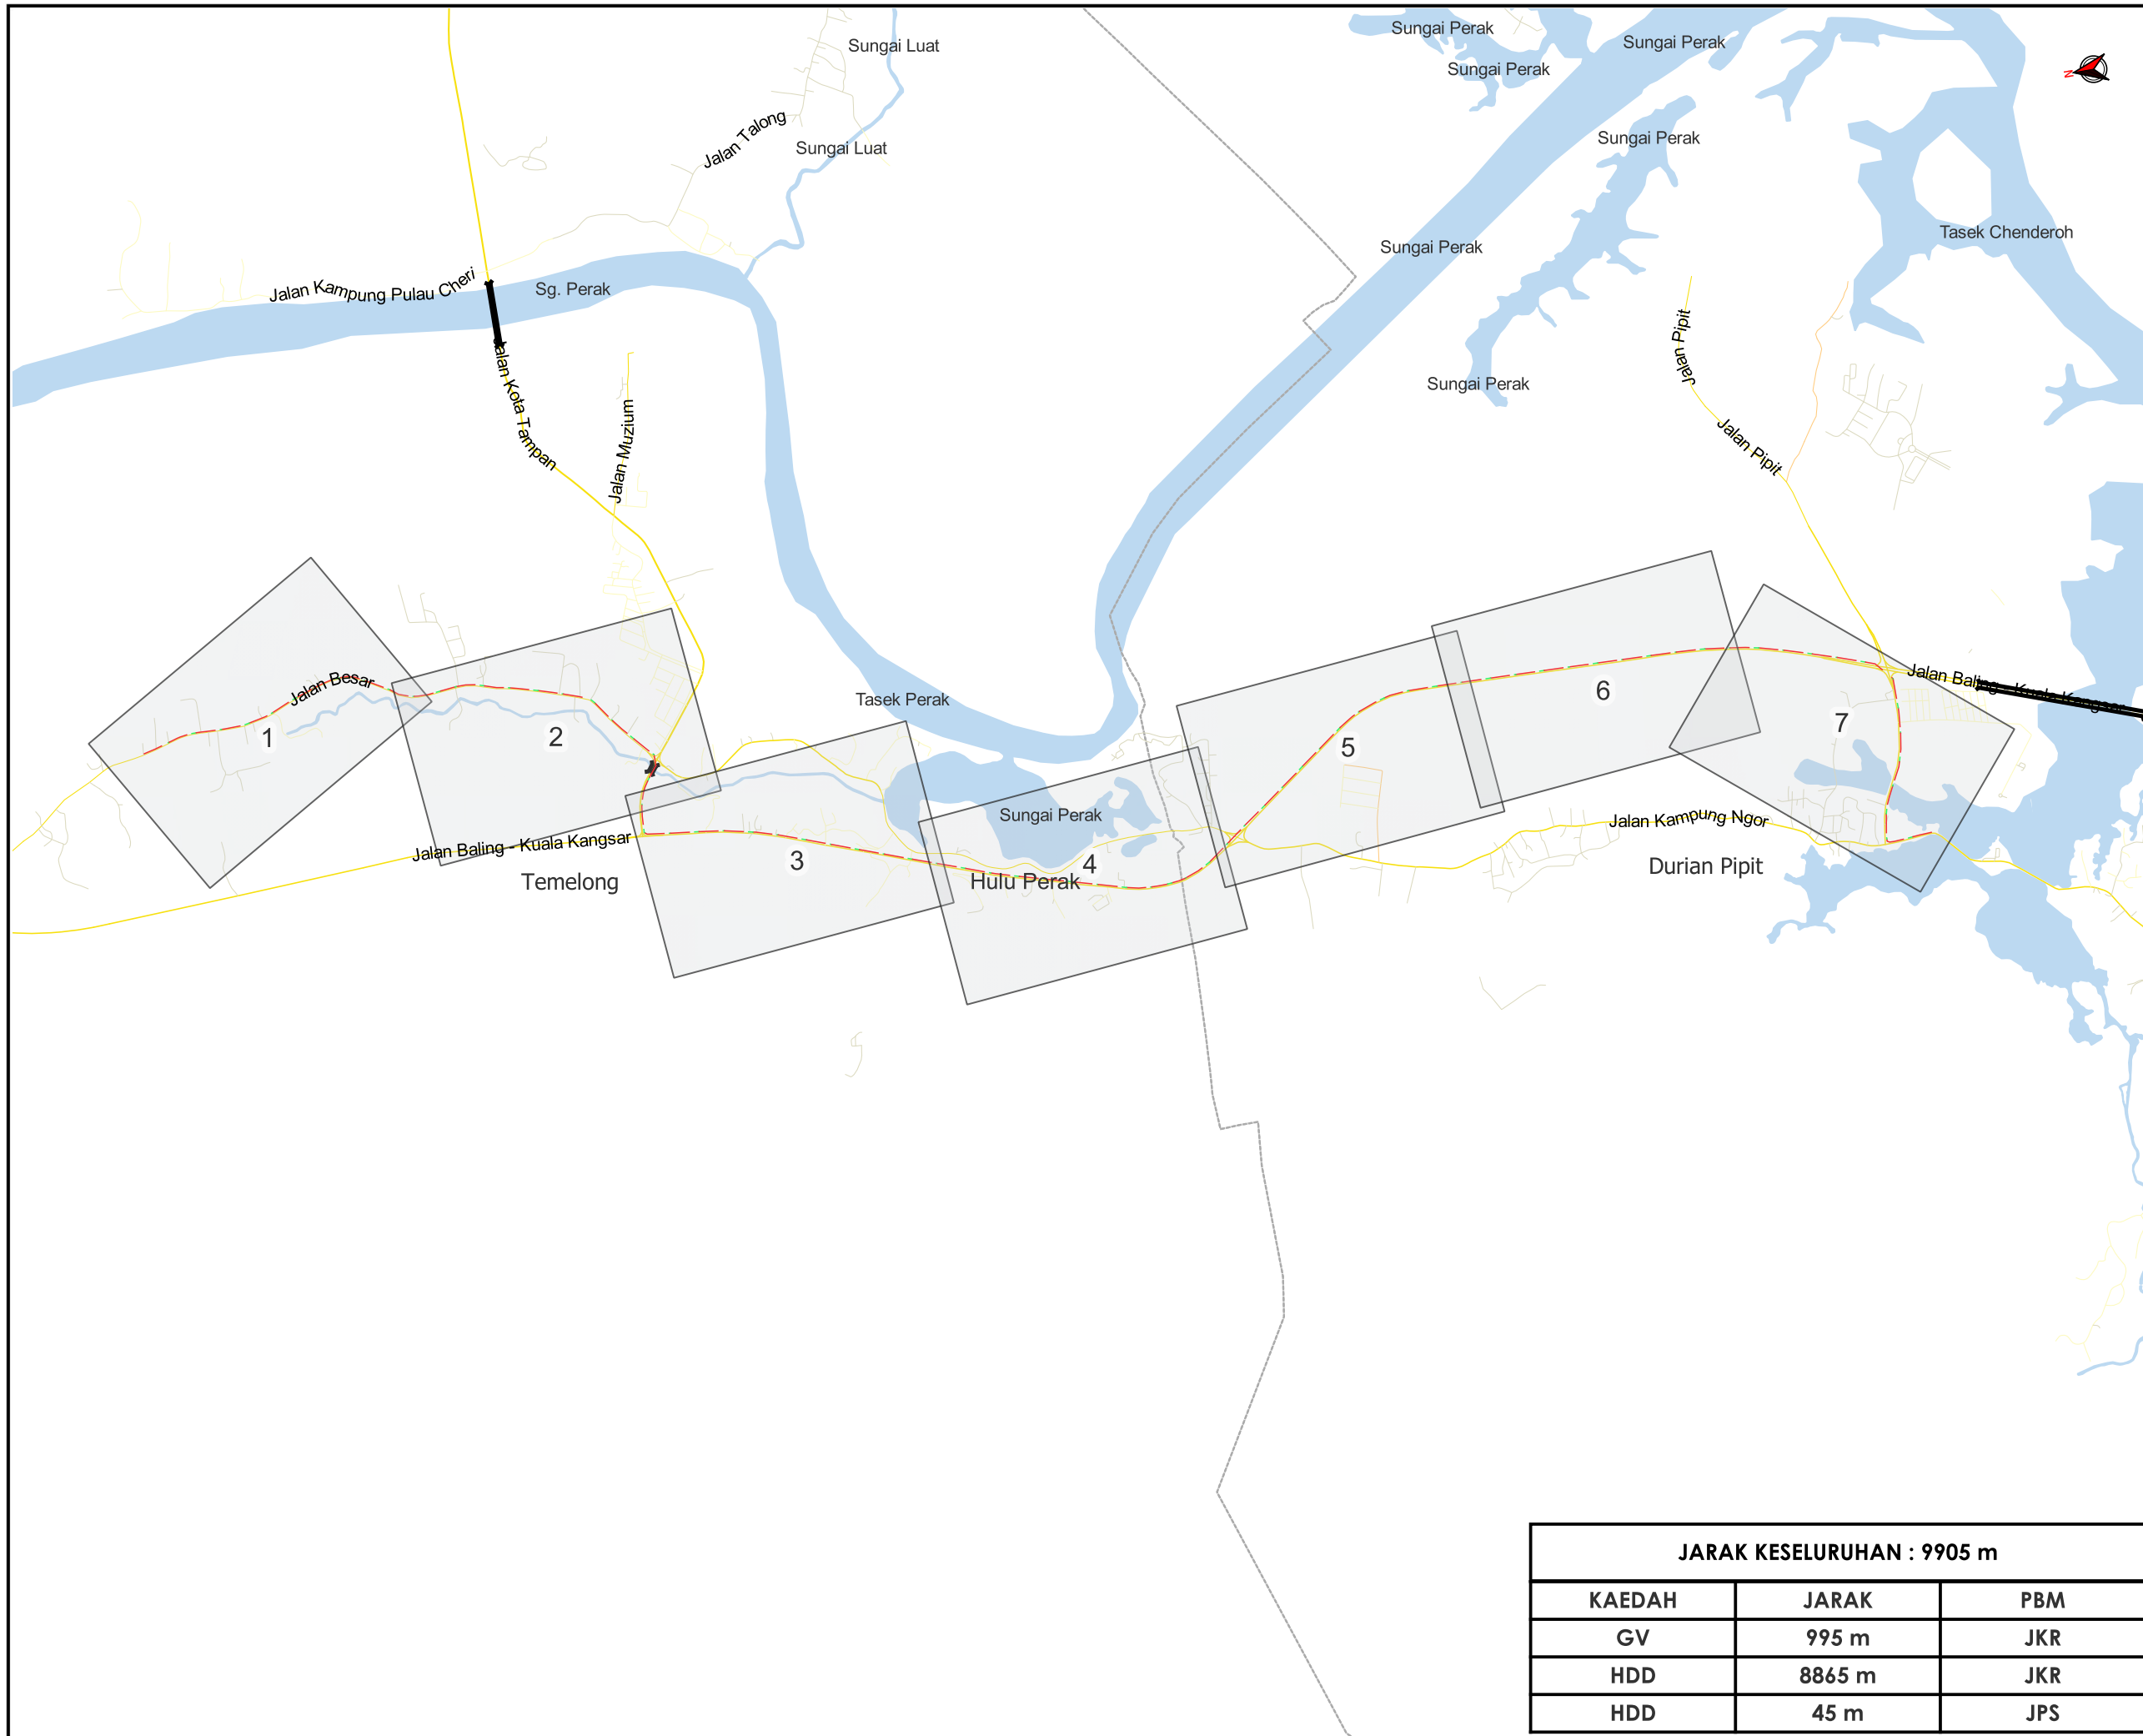 Sungai Perak
Sungai Luat
Sungai Perak
Sungai Perak
N
Jalan Talong
Sungai Luat
Sungai Perak
Tasek Chenderoh
Sungai Perak
Jalan Kampung Pulau Cheri
Sg. Perak
Jalan Pipit
Jalan Kota Tampan
Sungai Perak
Jalan Muzium
Jalan Pipit
Jalan Besar
Tasek Perak
Jalan Baling - Kuala Kangsar
1
2
5
6
7
Sungai Perak
Jalan Kampung Ngor
Jalan Baling - Kuala Kangsar
3
4
Durian Pipit
Temelong
Hulu Perak
JARAK KESELURUHAN : 9905 m
KAEDAH JARAK PBM
GV 995 m JKR
HDD 8865 m JKR
HDD 45 m JPS